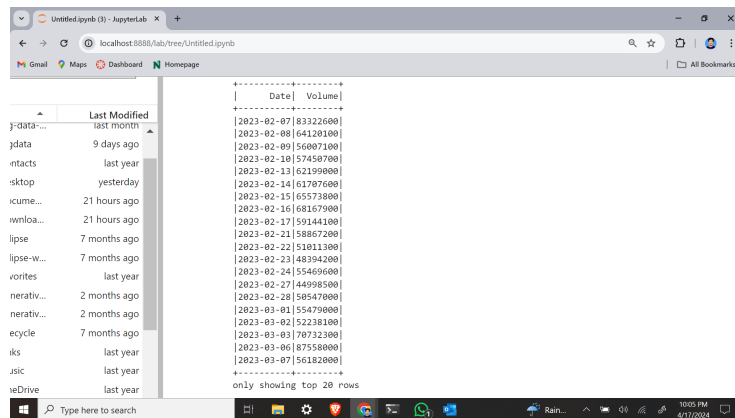 Untitled.ipynb (3) - JupyterLab
localhost:8888/lab/tree/Untitled.ipynb
Gmail Maps Dashboard Homepage All Bookmarks
Last Modified
g-data-... last month
gdata 9 days ago
ontacts last year
esktop yesterday
ocume... 21 hours ago
ownloa... 21 hours ago
lipse 7 months ago
lipse-w... 7 months ago
vorites last year
nerativ... 2 months ago
nerativ... 2 months ago
ecycle 7 months ago
nks last year
usic last year
neDrive last year
+----------+--------+
| Date| Volume|
+----------+--------+
|2023-02-07|83322600|
|2023-02-08|64120100|
|2023-02-09|56007100|
|2023-02-10|57450700|
|2023-02-13|62199000|
|2023-02-14|61707600|
|2023-02-15|65573800|
|2023-02-16|68167900|
|2023-02-17|59144100|
|2023-02-21|58867200|
|2023-02-22|51011300|
|2023-02-23|48394200|
|2023-02-24|55469600|
|2023-02-27|44998500|
|2023-02-28|50547000|
|2023-03-01|55479000|
|2023-03-02|52238100|
|2023-03-03|70732300|
|2023-03-06|87558000|
|2023-03-07|56182000|
+----------+--------+
only showing top 20 rows
Type here to search
Rain...
10:05 PM
4/17/2024